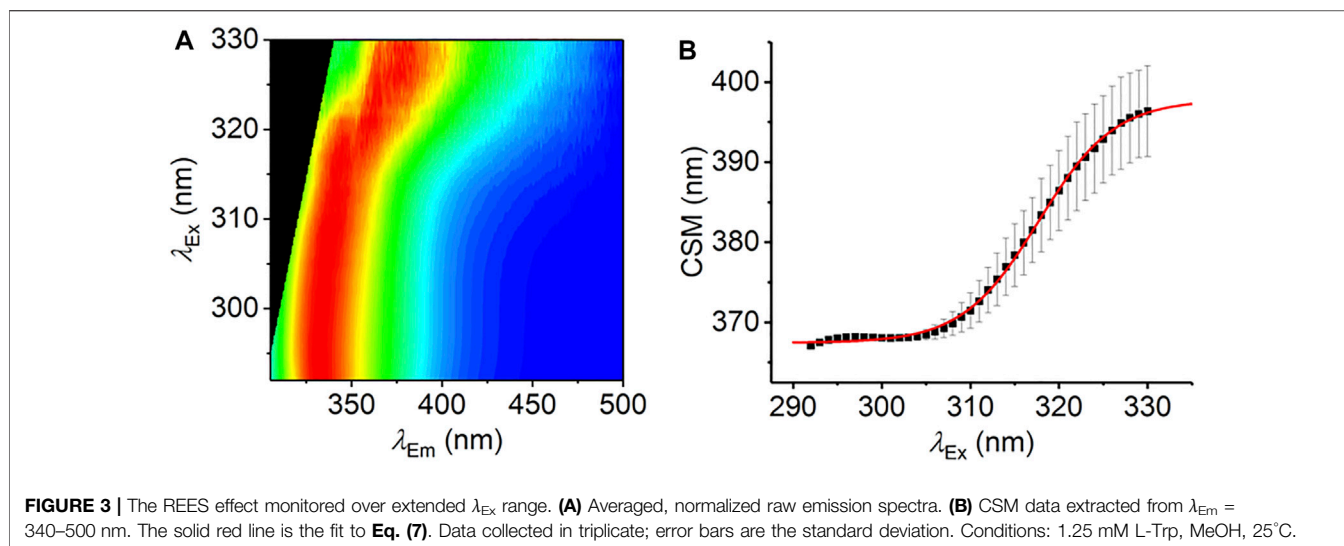 A
330
320
310
300
λEx (nm)
350 400 450 500
λEm (nm)
B
400
390
380
370
CSM (nm)
290 300 310 320 330
λEx (nm)
FIGURE 3 | The REES effect monitored over extended λEx range. (A) Averaged, normalized raw emission spectra. (B) CSM data extracted from λEm =
340–500 nm. The solid red line is the fit to Eq. (7). Data collected in triplicate; error bars are the standard deviation. Conditions: 1.25 mM L-Trp, MeOH, 25°C.